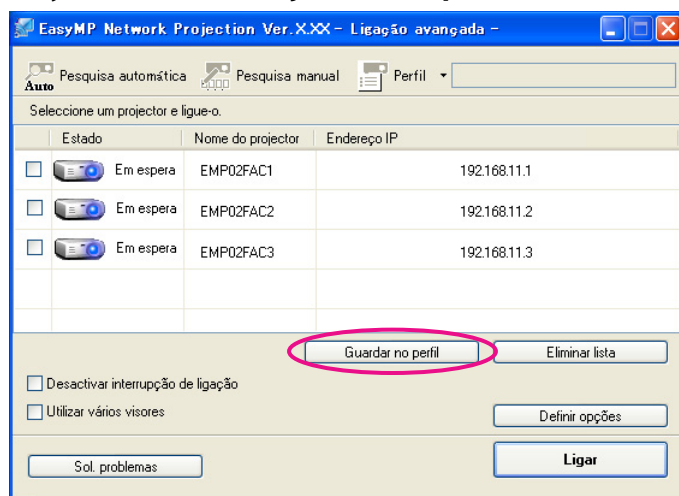 EasyMP Network Projection Ver.X.XX - Ligação avançada -
Auto Pesquisa automática Pesquisa manual Perfil
Seleccione um projector e ligue-o.
Estado Nome do projector Endereço IP
Em espera EMP02FAC1 192.168.11.1
Em espera EMP02FAC2 192.168.11.2
Em espera EMP02FAC3 192.168.11.3
Guardar no perfil Eliminar lista
Desactivar interrupção de ligação
Utilizar vários visores Definir opções
Sol. problemas Ligar